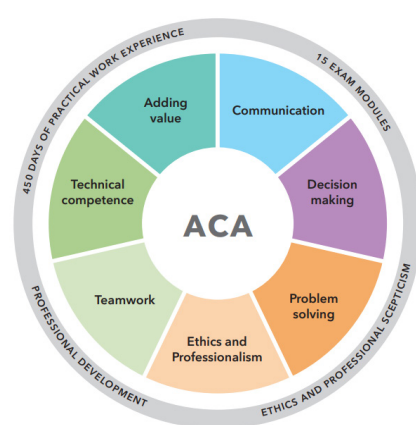 450 DAYS OF PRACTICAL WORK EXPERIENCE
15 EXAM MODULES
Adding
value
Communication
Technical
competence
Decision
making
ACA
Teamwork
Problem
solving
Ethics and
Professionalism
PROFESSIONAL DEVELOPMENT
ETHICS AND PROFESSIONAL SCEPTICISM